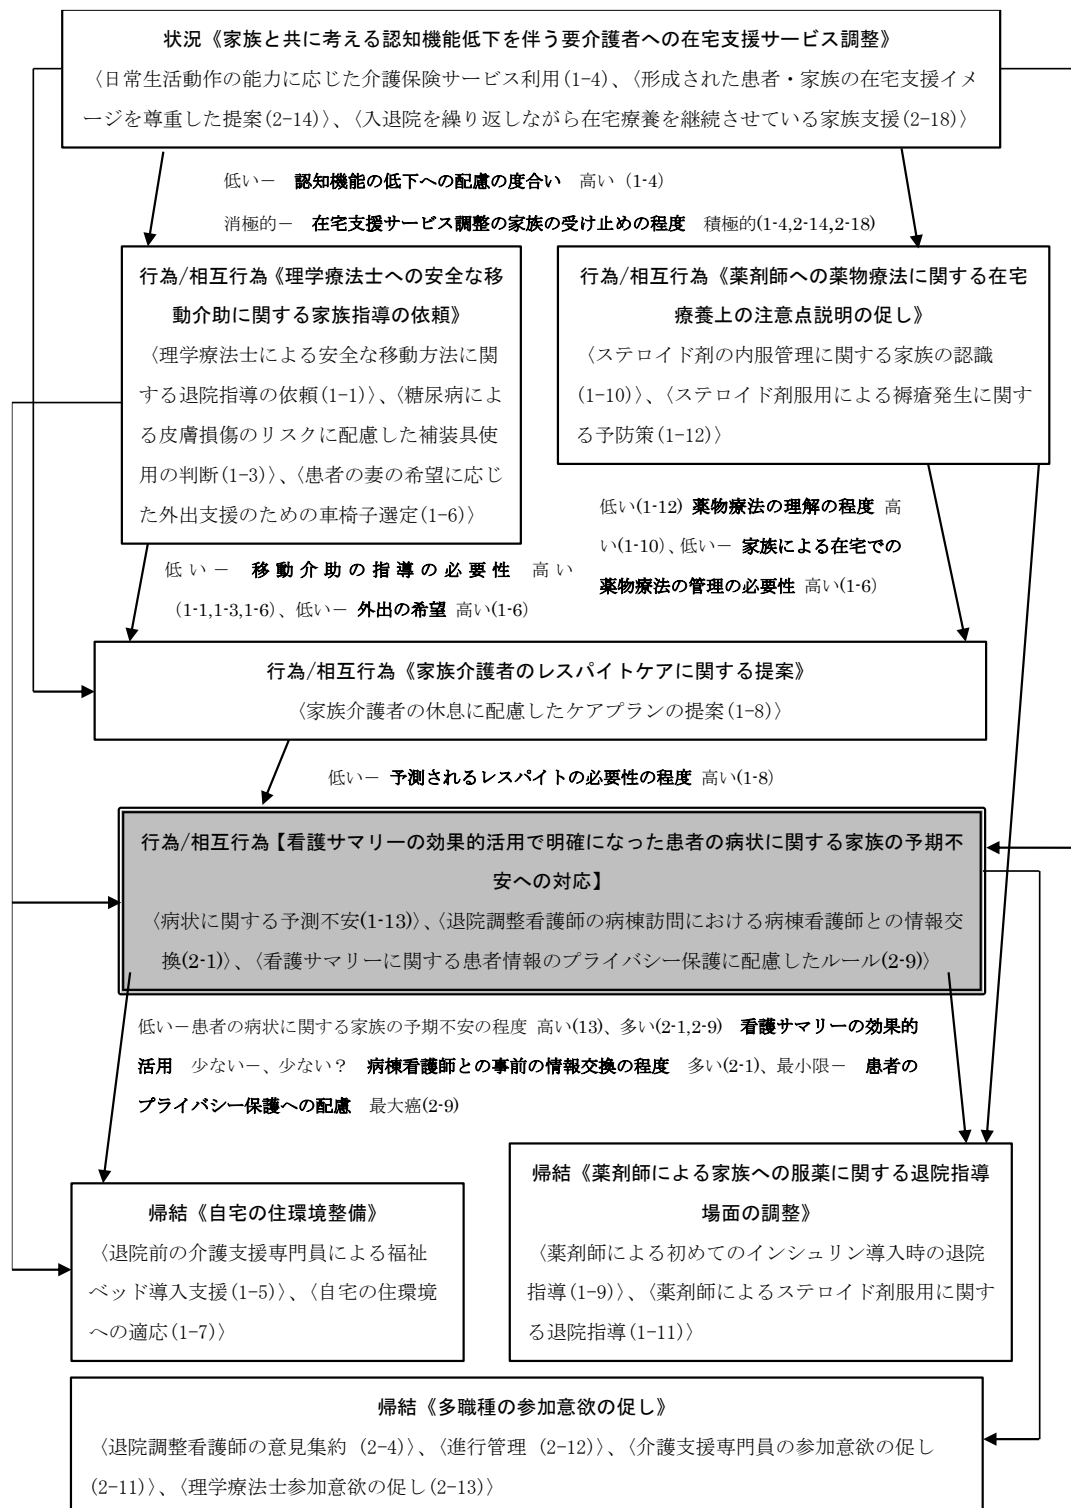 状況《家族と共に考える認知機能低下を伴う要介護者への在宅支援サービス調整》
〈日常生活動作の能力に応じた介護保険サービス利用(1-4)、〈形成された患者・家族の在宅支援イメ
ージを尊重した提案(2-14)〉、〈入退院を繰り返しながら在宅療養を継続させている家族支援(2-18)〉
低い－　認知機能の低下への配慮の度合い　高い（1-4）
消極的－　在宅支援サービス調整の家族の受け止めの程度　積極的(1-4,2-14,2-18)
行為/相互行為《理学療法士への安全な移
動介助に関する家族指導の依頼》
〈理学療法士による安全な移動方法に関
する退院指導の依頼(1-1)〉、〈糖尿病によ
る皮膚損傷のリスクに配慮した補装具使
用の判断(1-3)〉、〈患者の妻の希望に応じ
た外出支援のための車椅子選定(1-6)〉
行為/相互行為《薬剤師への薬物療法に関する在宅
療養上の注意点説明の促し》
〈ステロイド剤の内服管理に関する家族の認識
(1-10)〉、〈ステロイド剤服用による褥瘡発生に関す
る予防策(1-12)〉
低い－　移動介助の指導の必要性　高い
（1-1,1-3,1-6)、低い－ 外出の希望 高い(1-6)
低い(1-12) 薬物療法の理解の程度 高
い(1-10)、低い－ 家族による在宅での
薬物療法の管理の必要性 高い(1-6)
行為/相互行為《家族介護者のレスパイトケアに関する提案》
〈家族介護者の休息に配慮したケアプランの提案(1-8)〉
低い－ 予測されるレスパイトの必要性の程度 高い(1-8)
行為/相互行為【看護サマリーの効果的活用で明確になった患者の病状に関する家族の予期不
安への対応】
〈病状に関する予測不安(1-13)〉、〈退院調整看護師の病棟訪問における病棟看護師との情報交
換(2-1)〉、〈看護サマリーに関する患者情報のプライバシー保護に配慮したルール(2-9)〉
低い－患者の病状に関する家族の予期不安の程度 高い(13)、多い(2-1,2-9)　看護サマリーの効果的
活用　少ない－、少ない？　病棟看護師との事前の情報交換の程度　多い(2-1)、最小限－　患者の
プライバシー保護への配慮　最大癌(2-9)
帰結《自宅の住環境整備》
〈退院前の介護支援専門員による福祉
ベッド導入支援(1-5)〉、〈自宅の住環境
への適応(1-7)〉
帰結《薬剤師による家族への服薬に関する退院指導
場面の調整》
〈薬剤師による初めてのインシュリン導入時の退院
指導(1-9)〉、〈薬剤師によるステロイド剤服用に関す
る退院指導(1-11)〉
帰結《多職種の参加意欲の促し》
〈退院調整看護師の意見集約（2-4)〉、〈進行管理（2-12)〉、〈介護支援専門員の参加意欲の促し
(2-11)〉、〈理学療法士参加意欲の促し(2-13)〉